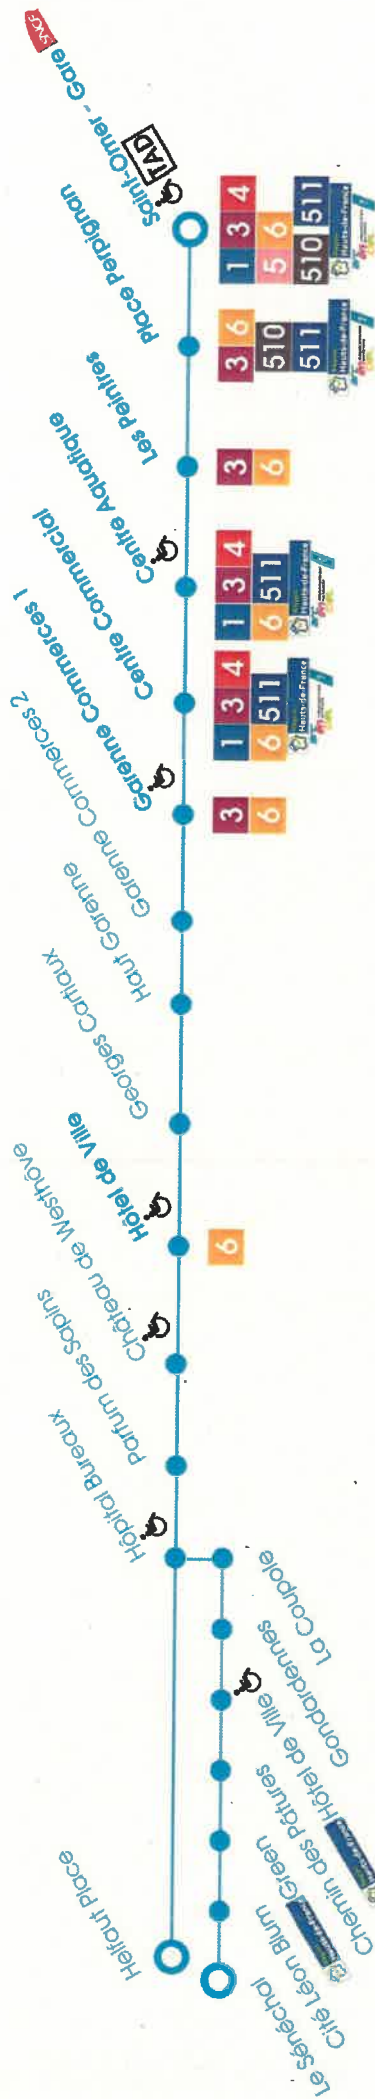 SNCF
Saint-Omer - Gare
TAD
1 3 4
5 6
510 511
Hauts-de-France
Place Perpignan
3 6
510
511
Hauts-de-France
Les Peintres
3
6
Centre Aquatique
1 3 4
6 511
Hauts-de-France
Centre Commercial
1 3 4
6 511
Hauts-de-France
Garenne Commerces 1
3
6
Garenne Commerces 2
Haut Garenne
Georges Carriaux
Hôtel de Ville
6
Château de Westhove
Parfum des Sapins
Hôpital Bureaux
Helfaut Place
La Coupole
Gondardennes
Hôtel de Ville
Chemin des Pâtures
Green
Cité Léon Blum
Le Sénéchal